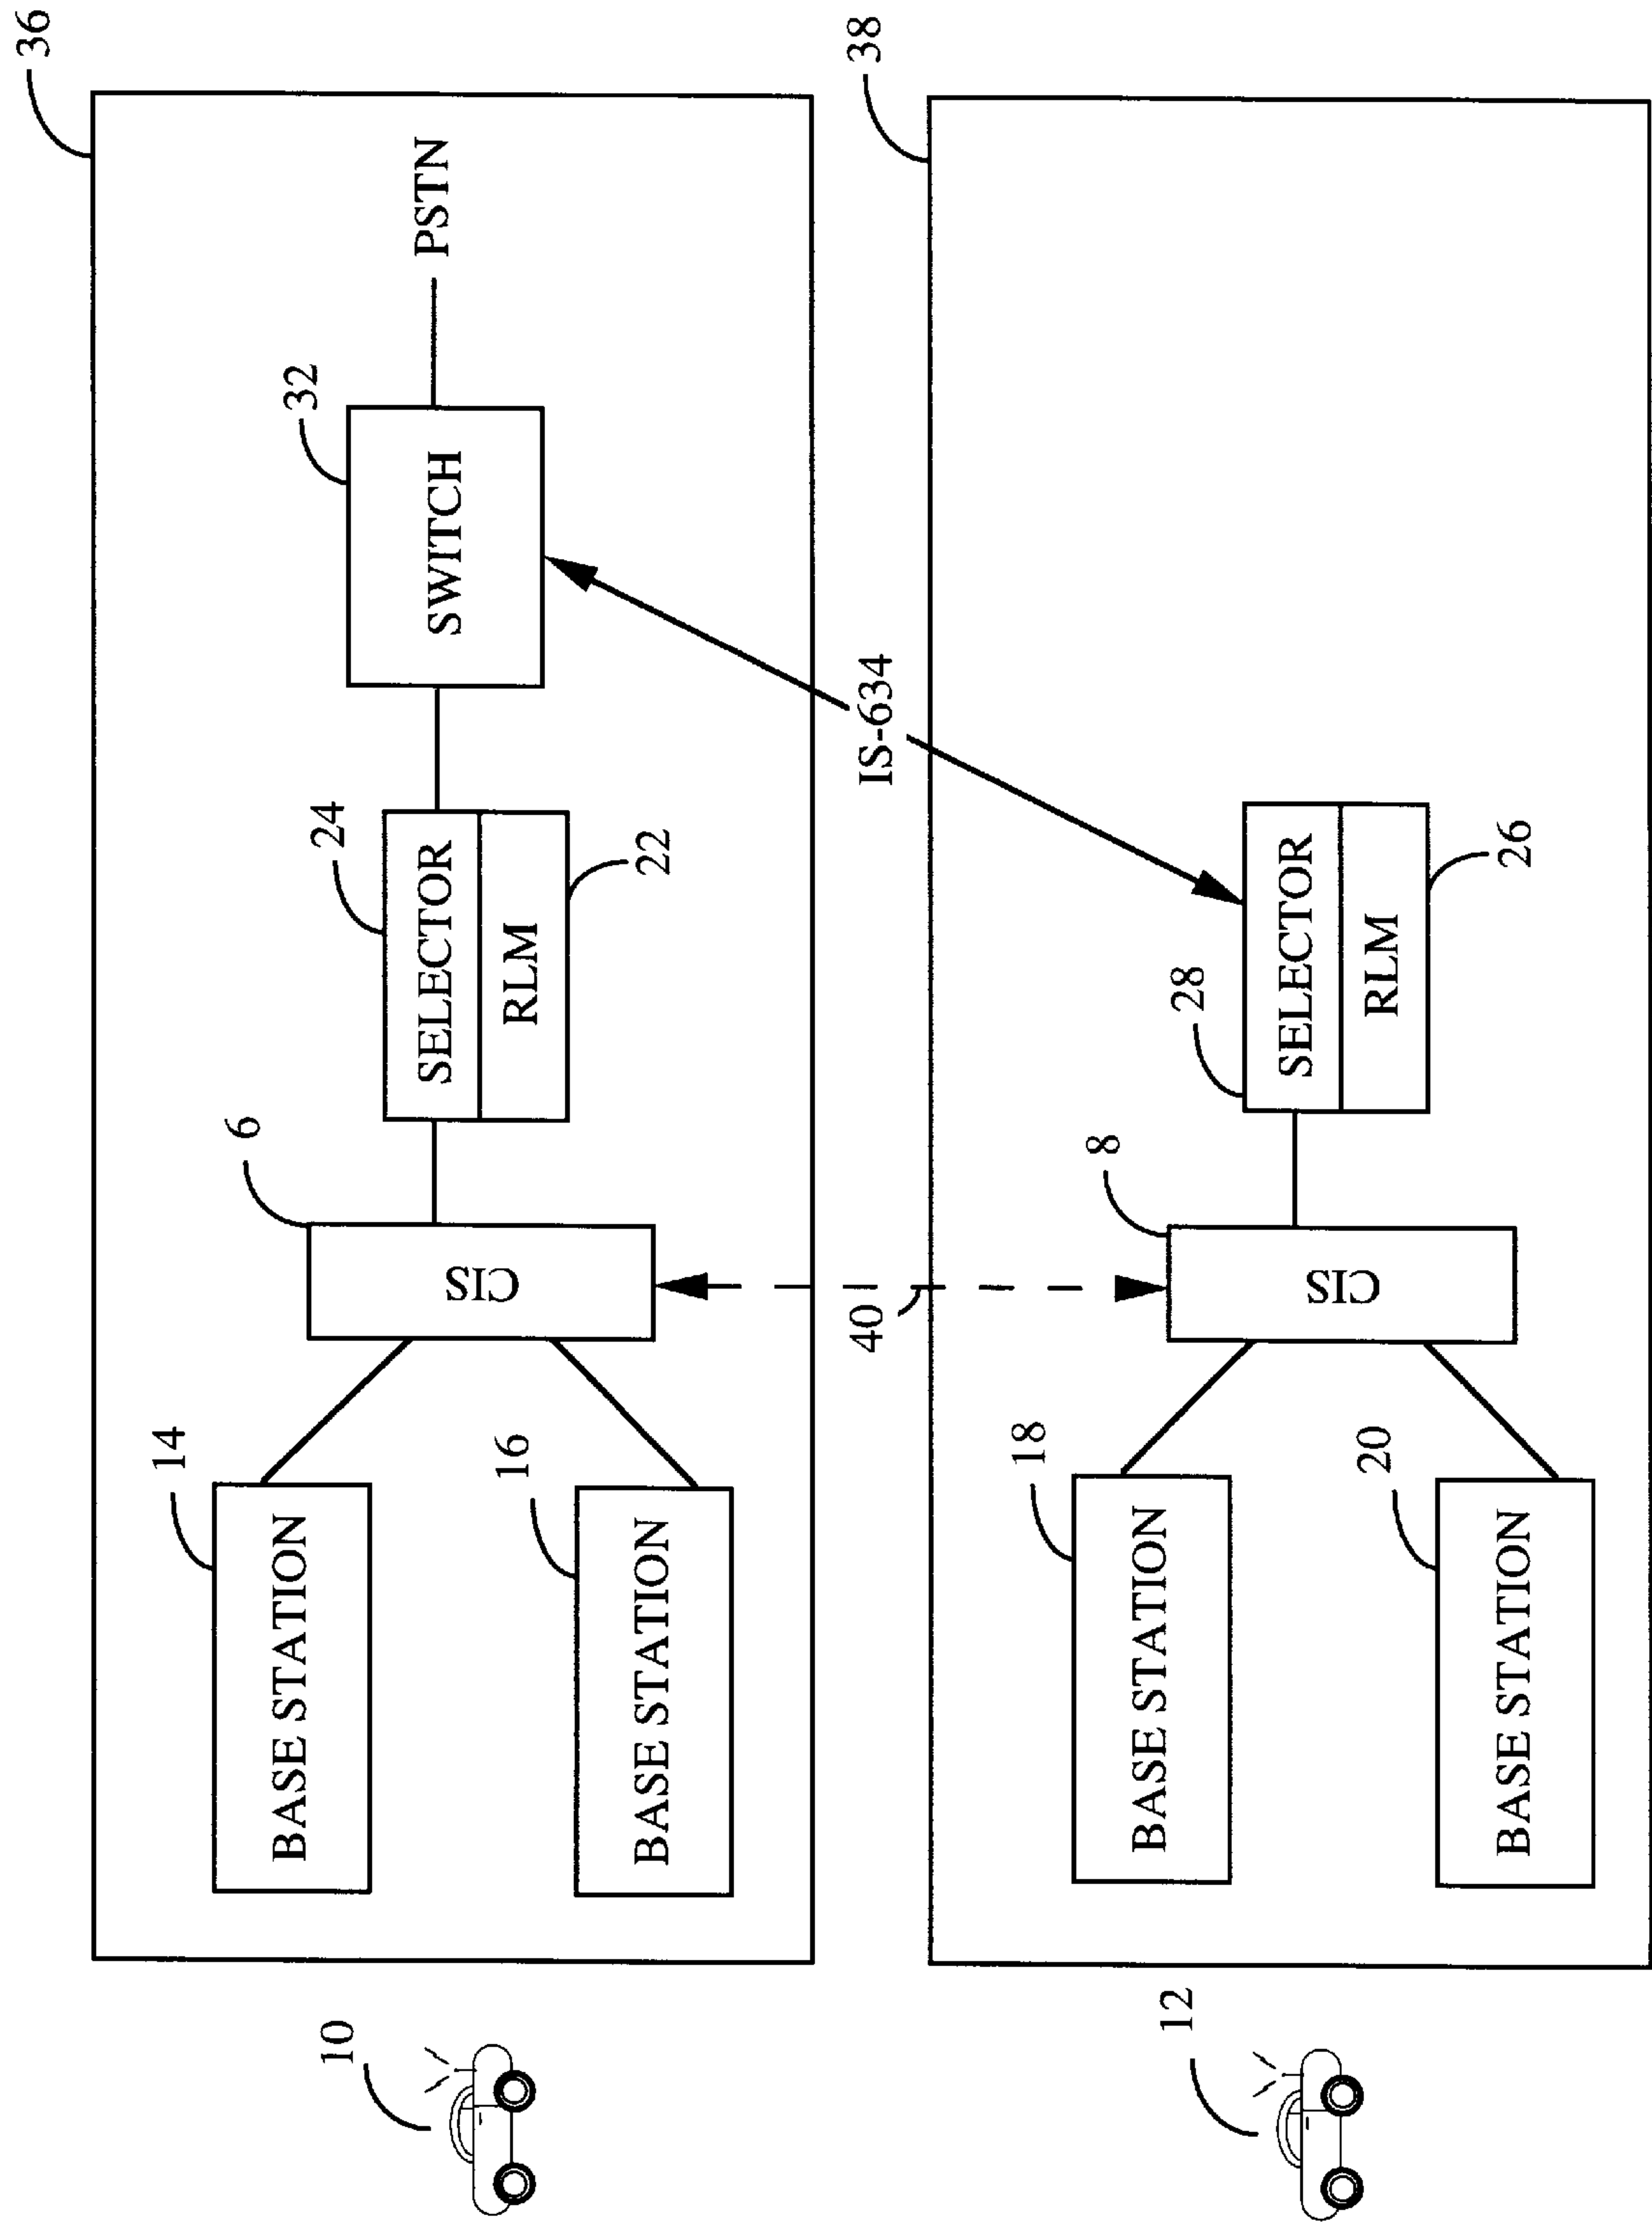 36
10
14
BASE STATION
16
BASE STATION
6
CIS
24
SELECTOR
RLM
22
32
SWITCH
PSTN
40
IS-634
38
12
18
BASE STATION
20
BASE STATION
8
CIS
28
SELECTOR
RLM
26